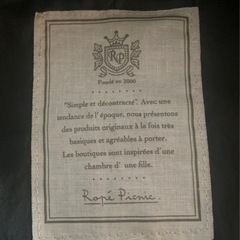 RP
Fondé en 2000
"Simple et décontracté". Avec une
tendance de l'époque, nous présentons
des produits originaux à la fois très
basiques et agréables à porter.
Les boutiques sont inspirées d'une
chambre d' une fille.
Ropé Picnic